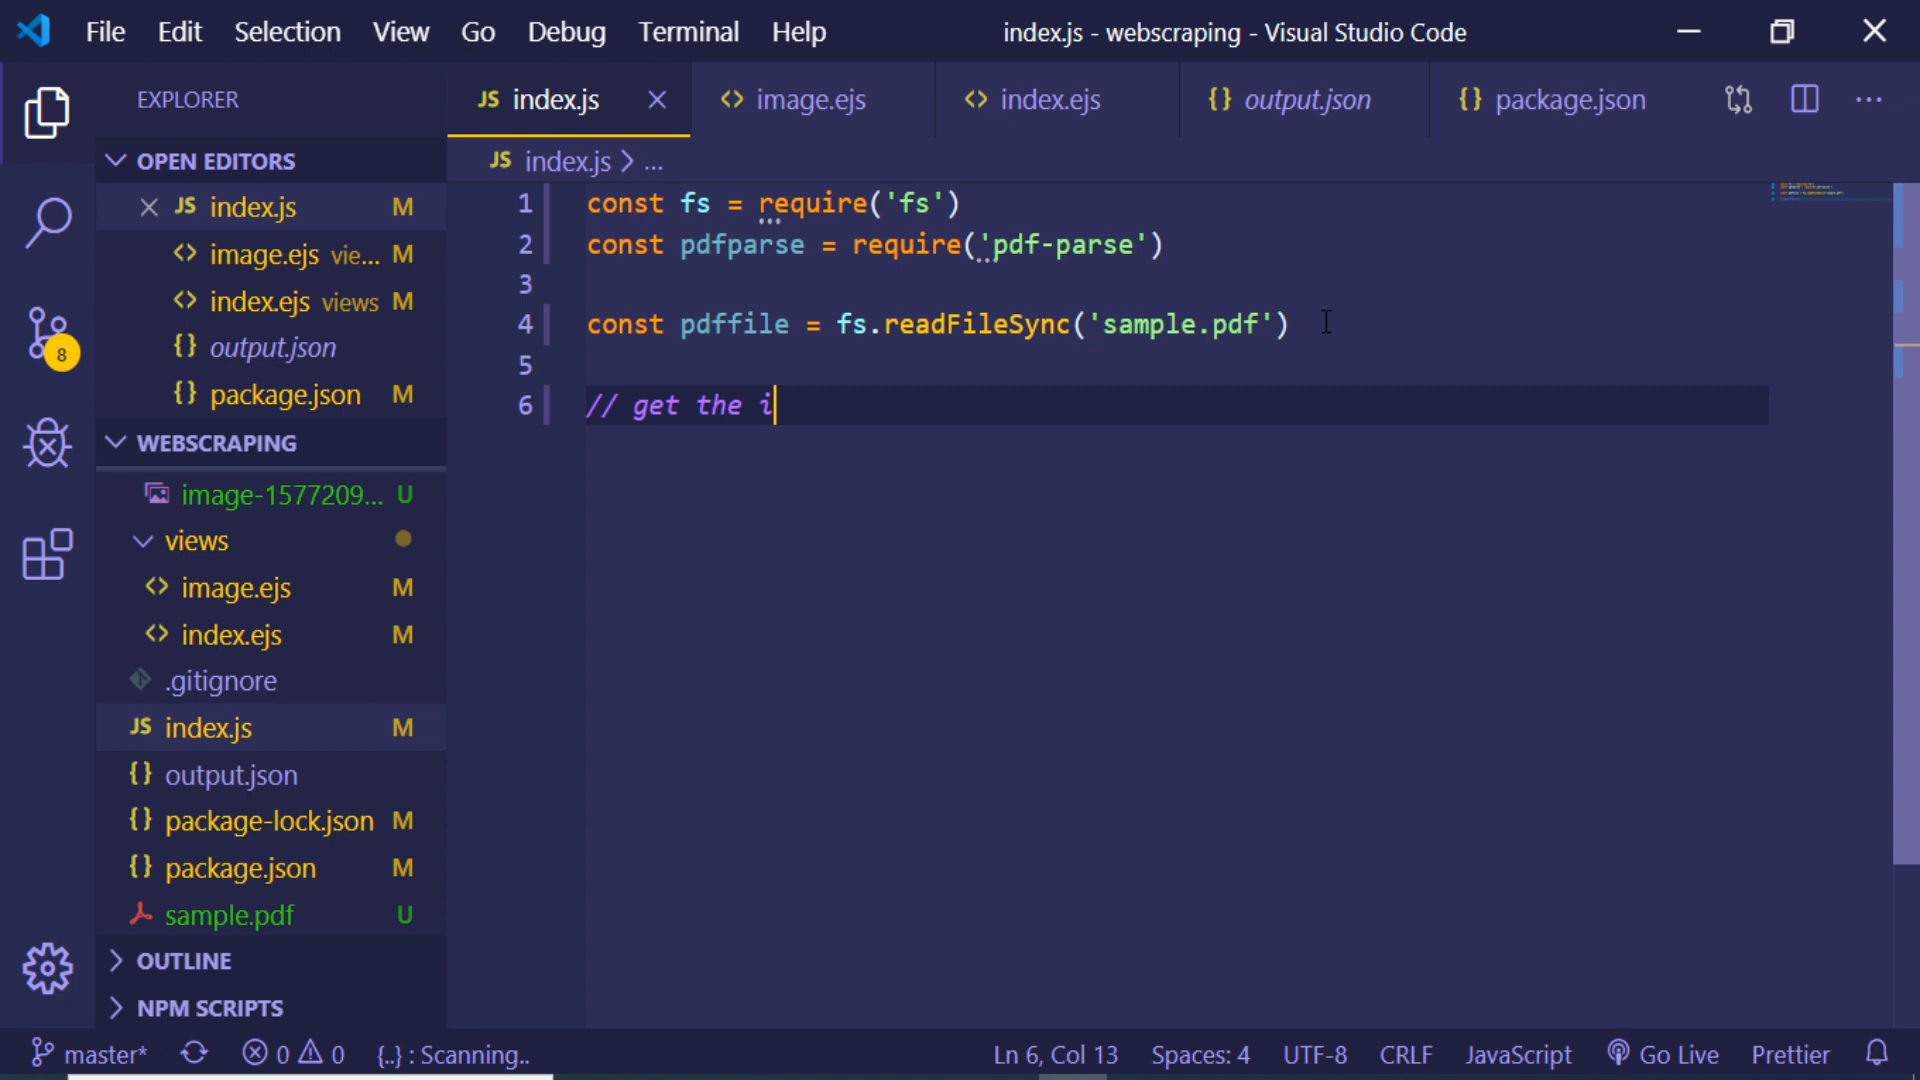 File Edit Selection View Go Debug Terminal Help index.js - webscraping - Visual Studio Code
EXPLORER
JS index.js image.ejs index.ejs {} output.json {} package.json ...
JS index.js > ...
OPEN EDITORS
JS index.js M
<> image.ejs vie... M
<> index.ejs views M
{} output.json
{} package.json M
WEBSCRAPING
image-1577209... U
views
<> image.ejs M
<> index.ejs M
.gitignore
JS index.js M
{} output.json
{} package-lock.json M
{} package.json M
sample.pdf U
OUTLINE
NPM SCRIPTS
8
1 const fs = require('fs')
2 const pdfparse = require('pdf-parse')
3
4 const pdffile = fs.readFileSync('sample.pdf')
5
6 // get the i
master* 0 0 {..} : Scanning.. Ln 6, Col 13 Spaces: 4 UTF-8 CRLF JavaScript Go Live Prettier